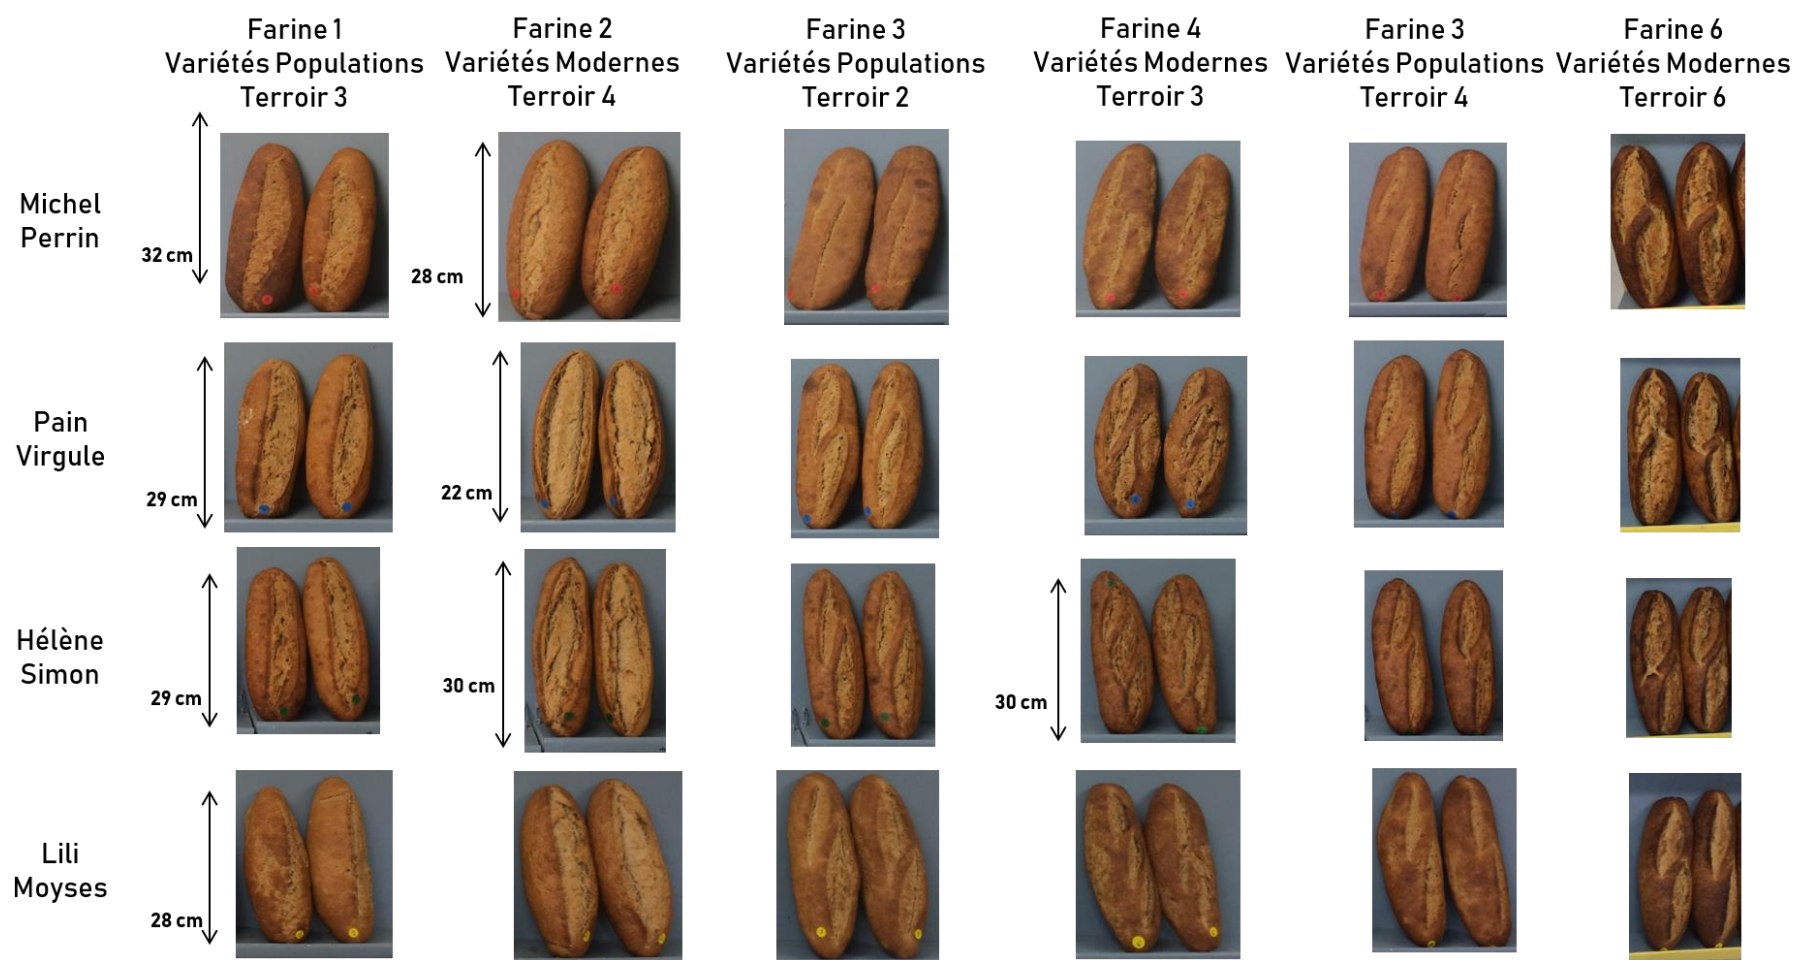 Farine 1
Variétés Populations
Terroir 3
Farine 2
Variétés Modernes
Terroir 4
Farine 3
Variétés Populations
Terroir 2
Farine 4
Variétés Modernes
Terroir 3
Farine 3
Variétés Populations
Terroir 4
Farine 6
Variétés Modernes
Terroir 6
Michel
Perrin
32 cm
28 cm
Pain
Virgule
29 cm
22 cm
Hélène
Simon
29 cm
30 cm
30 cm
Lili
Moyses
28 cm